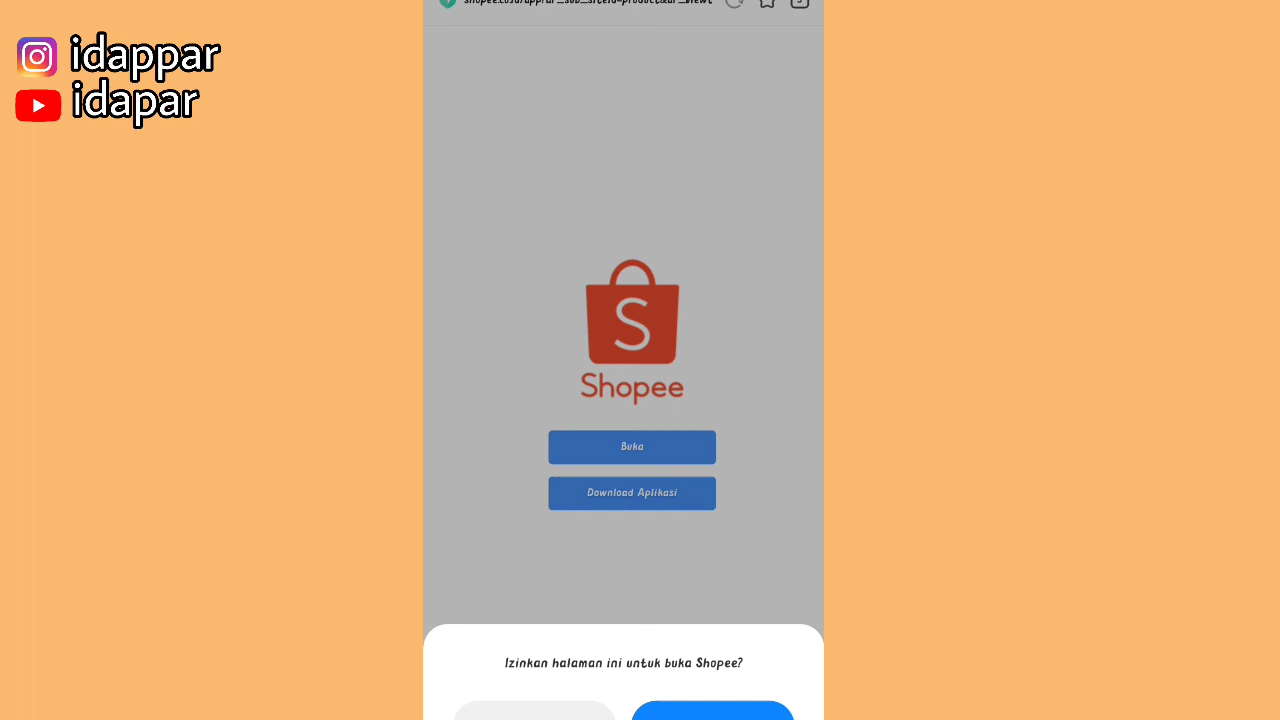 idappar
idapar
S
Shopee
Buka
Download Aplikasi
Izinkan halaman ini untuk buka Shopee?